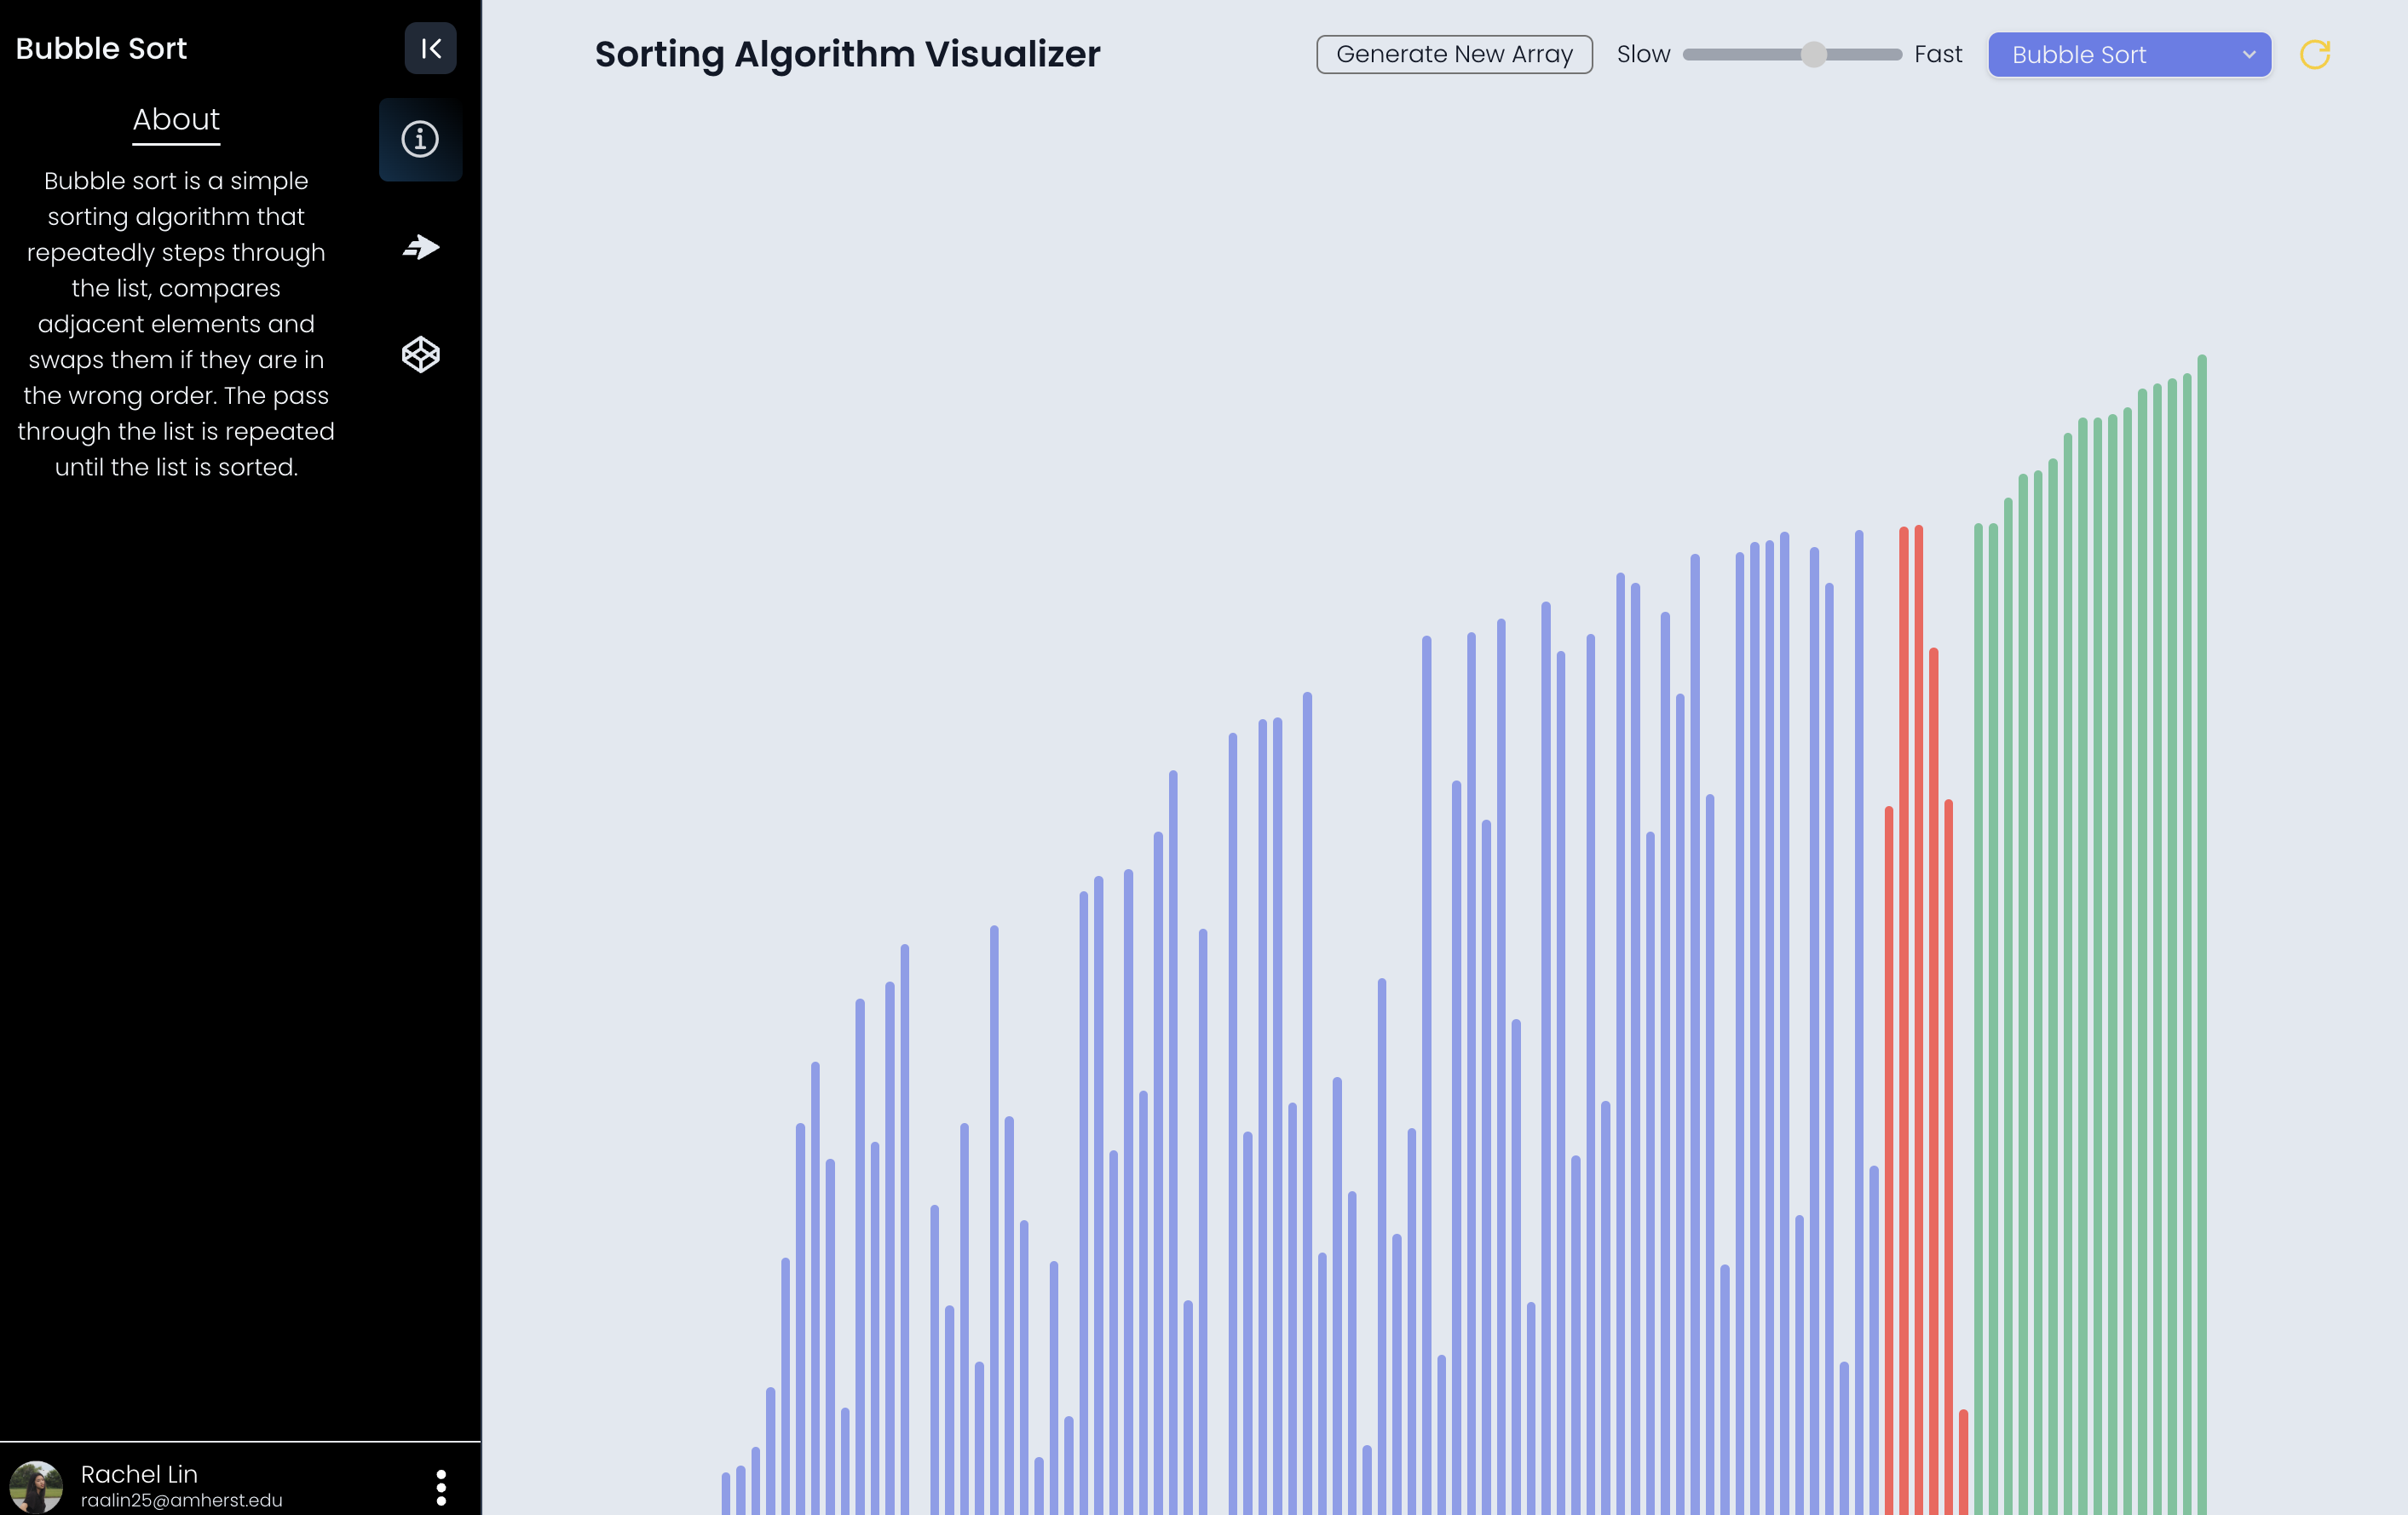 Bubble Sort
About
Bubble sort is a simple
sorting algorithm that
repeatedly steps through
the list, compares
adjacent elements and
swaps them if they are in
the wrong order. The pass
through the list is repeated
until the list is sorted.
Rachel Lin
raalin25@amherst.edu
Sorting Algorithm Visualizer
Generate New Array
Slow
Fast
Bubble Sort